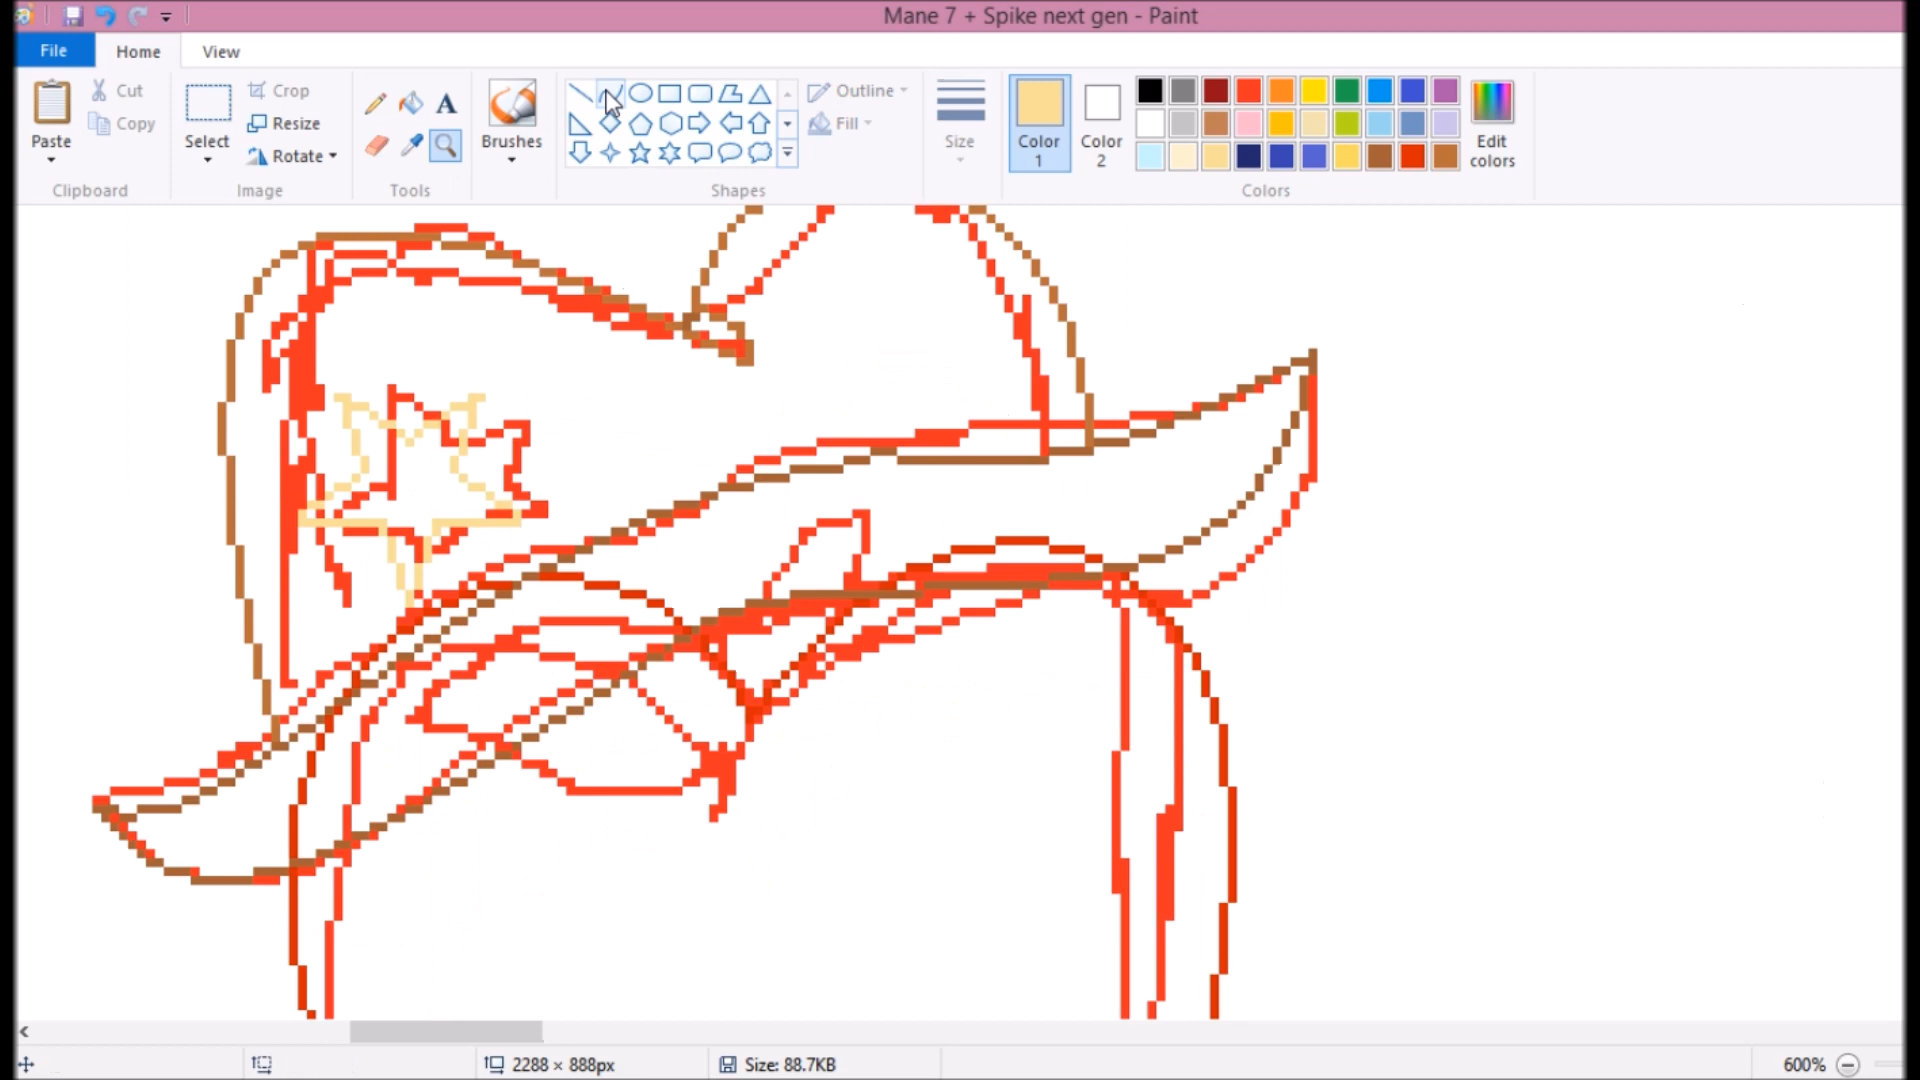 Mane 7 + Spike next gen - Paint
File Home View
Paste
Cut
Copy
Clipboard
Select
Crop
Resize
Rotate
Image
A
Tools
Brushes
Shapes
Outline
Fill
Size
Color
1
Color
2
Edit
colors
Colors
2288 × 888px
Size: 88.7KB
600%